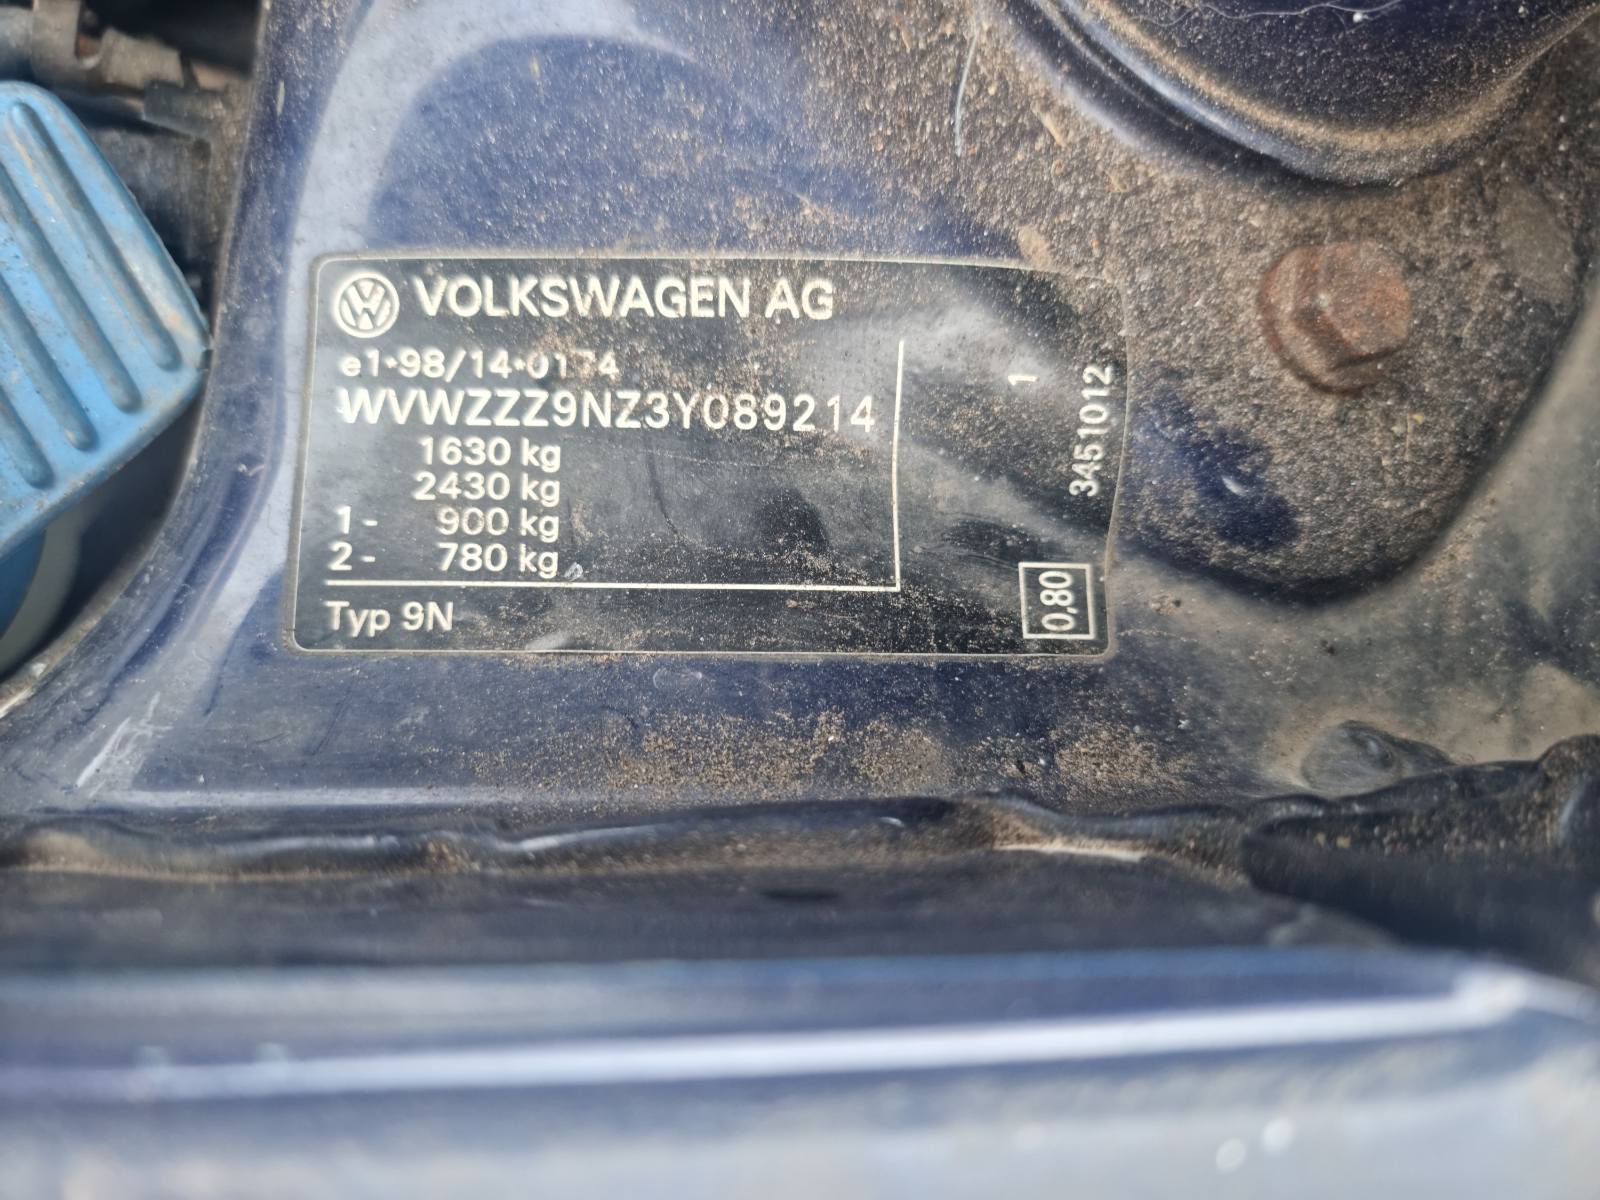 VOLKSWAGEN AG
e1*98/14*0174
WVWZZZ9NZ3Y089214
1630 kg
2430 kg
1- 900 kg
2- 780 kg
Typ 9N
1
3451012
0,80